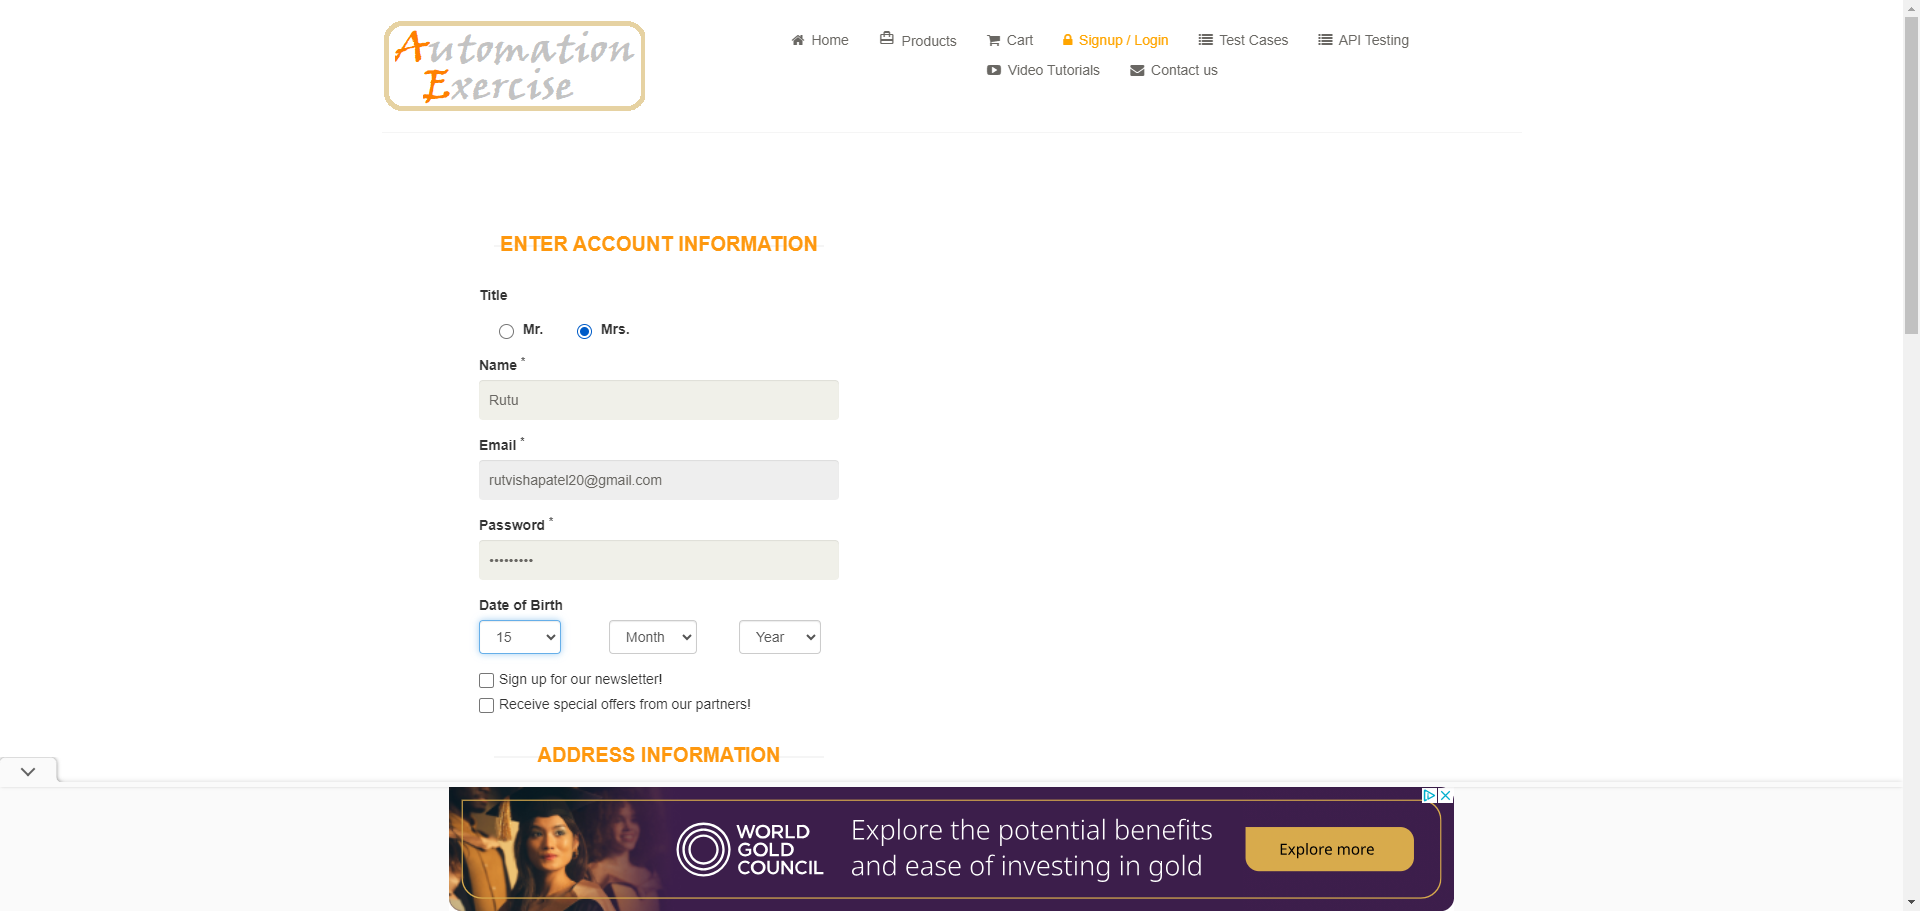 Automation
Exercise
Home
Products
Cart
Signup / Login
Test Cases
API Testing
Video Tutorials
Contact us
ENTER ACCOUNT INFORMATION
Title
Mr.
Mrs.
Name *
Rutu
Email *
rutvishapatel20@gmail.com
Password *
•••••••••
Date of Birth
15
Month
Year
Sign up for our newsletter!
Receive special offers from our partners!
ADDRESS INFORMATION
WORLD
GOLD
COUNCIL
Explore the potential benefits
and ease of investing in gold
Explore more